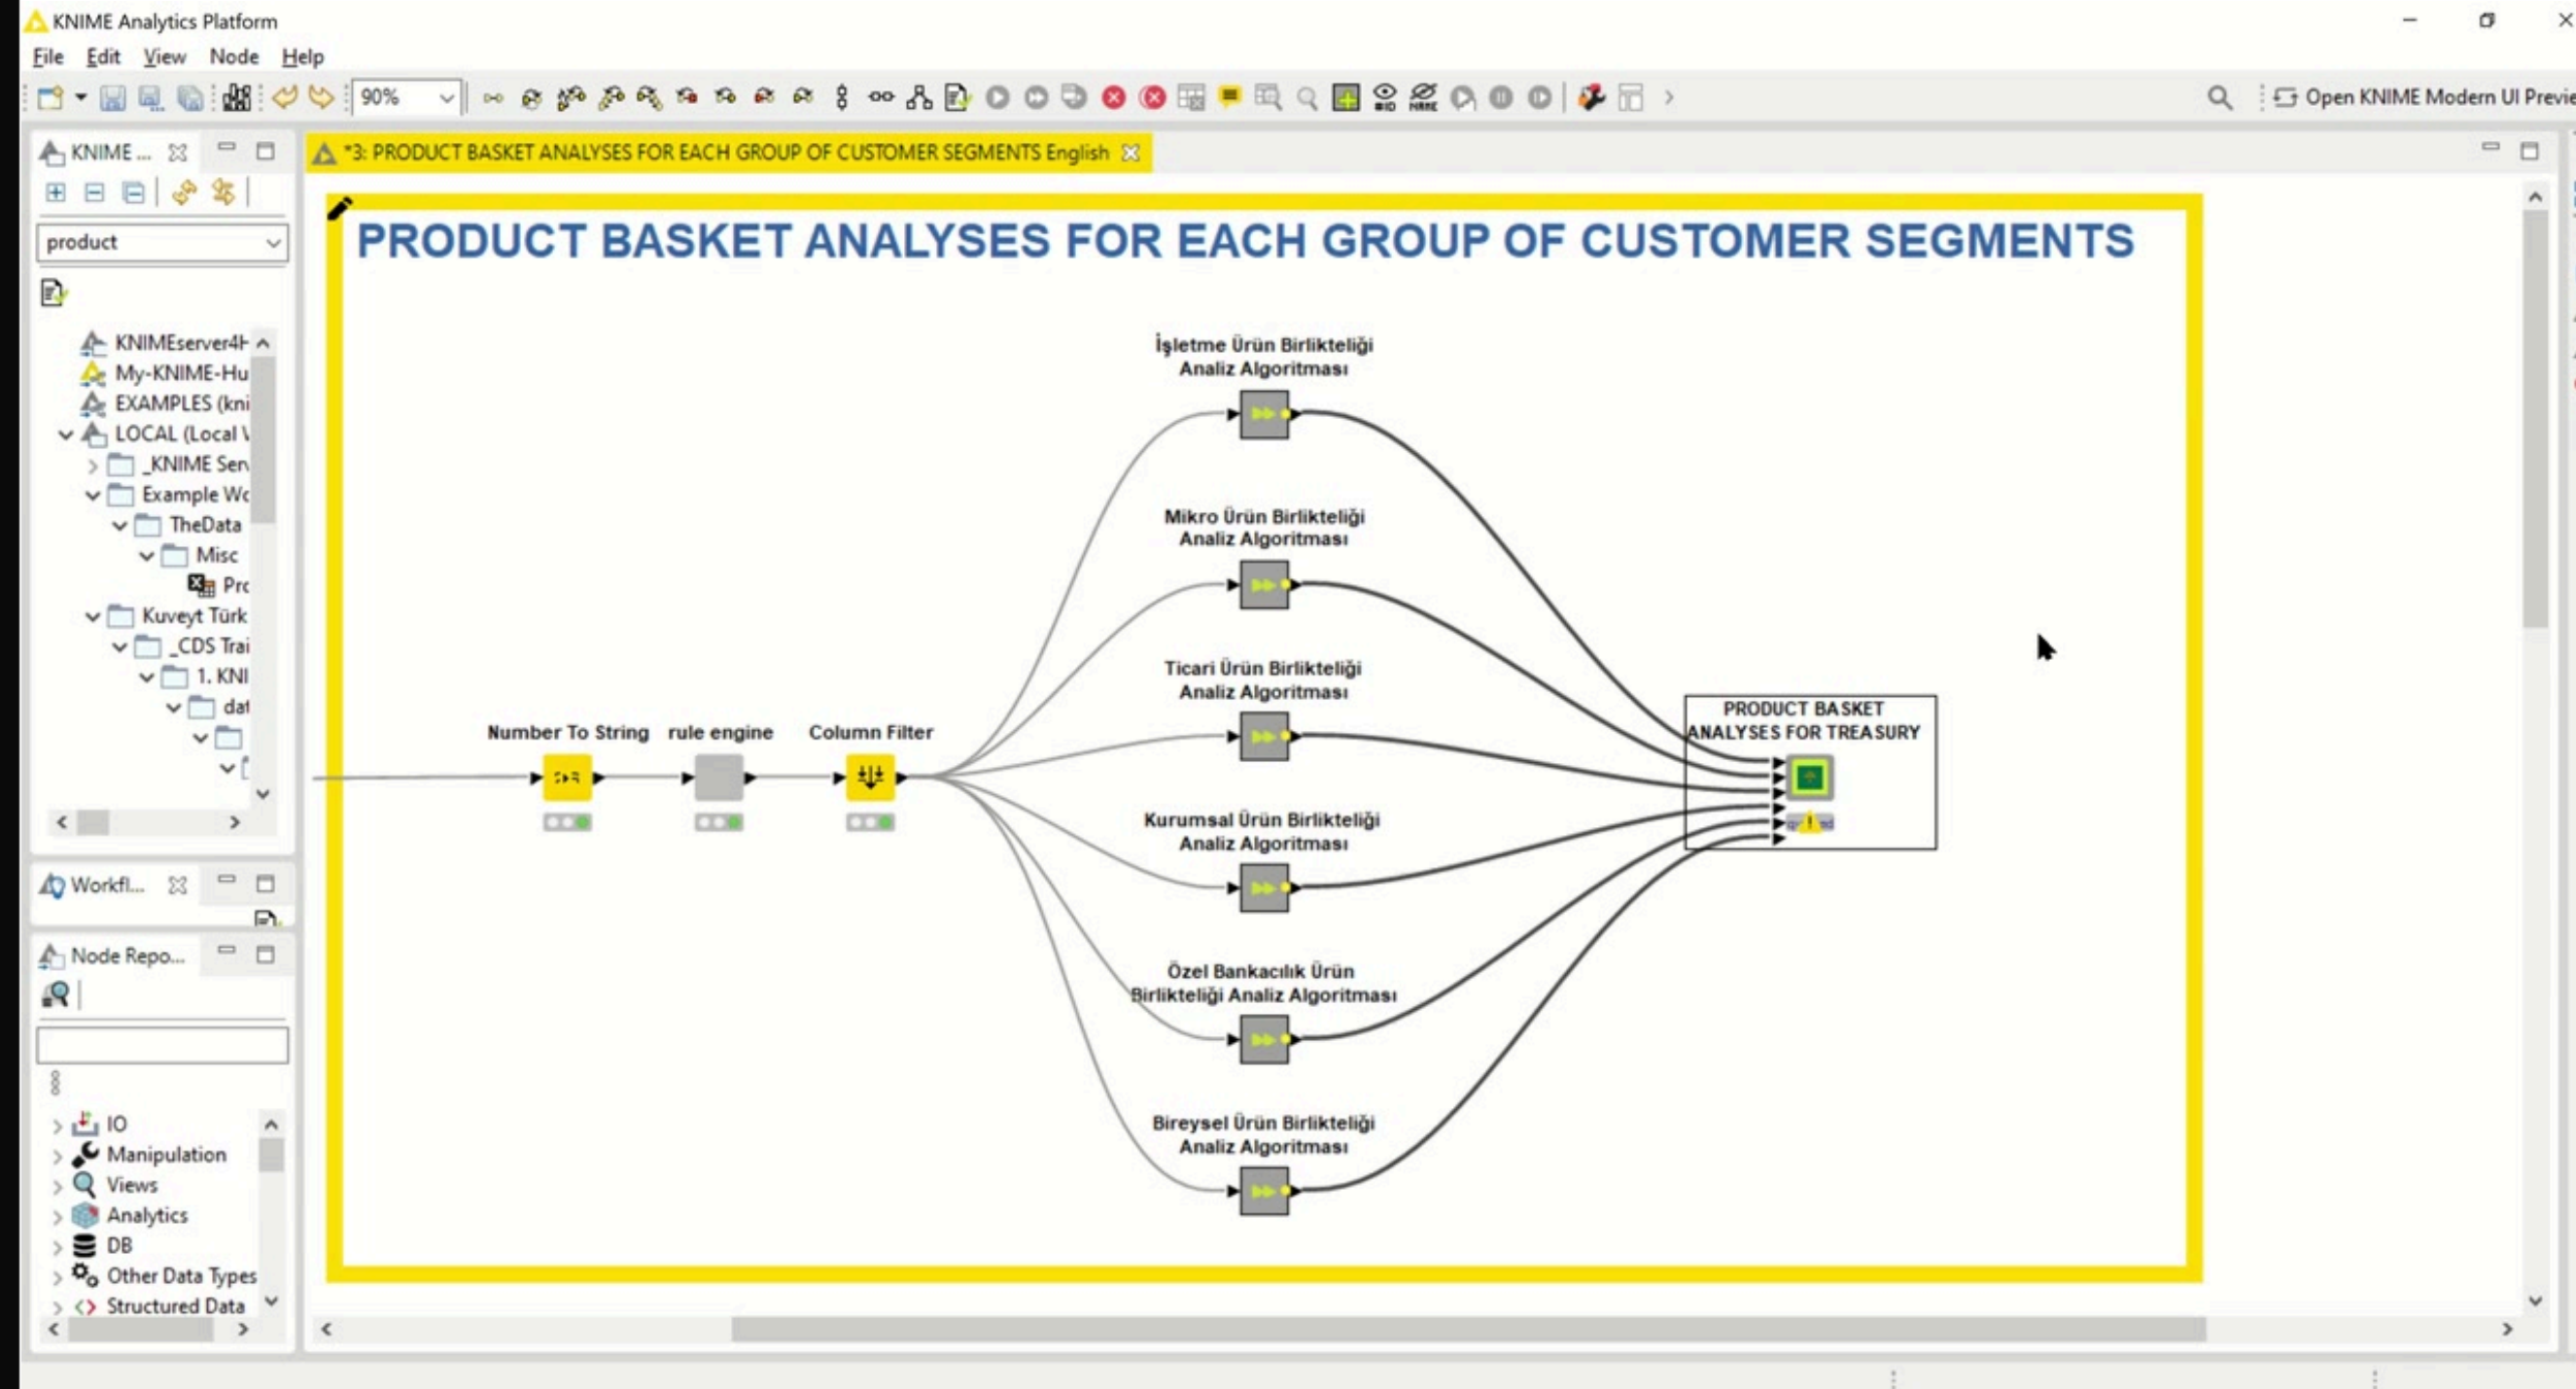 KNIME Analytics Platform
File Edit View Node Help
90%
Open KNIME Modern UI Previe
KNIME ...
*3: PRODUCT BASKET ANALYSES FOR EACH GROUP OF CUSTOMER SEGMENTS English
product
KNIMEserver4H
My-KNIME-Hu
EXAMPLES (kni
LOCAL (Local
_KNIME Serv
Example Wo
TheData
Misc
Pro
Kuveyt Türk
_CDS Trai
1. KNI
dat
Workfl...
Node Repo...
IO
Manipulation
Views
Analytics
DB
Other Data Types
Structured Data
PRODUCT BASKET ANALYSES FOR EACH GROUP OF CUSTOMER SEGMENTS
İşletme Ürün Birlikteliği
Analiz Algoritması
Mikro Ürün Birlikteliği
Analiz Algoritması
Ticari Ürün Birlikteliği
Analiz Algoritması
Number To String
rule engine
Column Filter
PRODUCT BASKET
ANALYSES FOR TREASURY
Kurumsal Ürün Birlikteliği
Analiz Algoritması
Özel Bankacılık Ürün
Birlikteliği Analiz Algoritması
Bireysel Ürün Birlikteliği
Analiz Algoritması